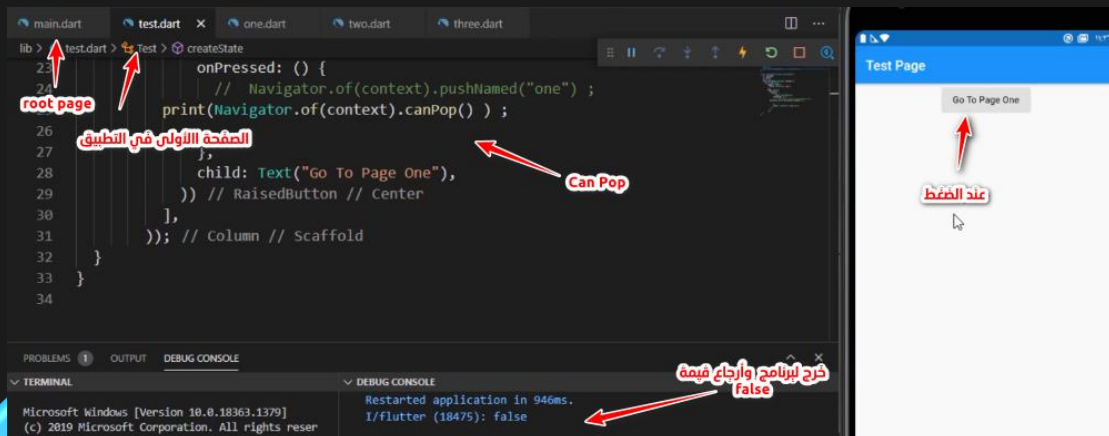 main.dart test.dart one.dart two.dart three.dart
lib > test.dart > Test > createState
23 onPressed: () {
24 // Navigator.of(context).pushNamed("one") ;
root page
print(Navigator.of(context).canPop() ) ;
26
الصفحة االأولى في التطبيق
27 },
28 child: Text("Go To Page One"),
Can Pop
29 )) // RaisedButton // Center
30 ],
31 )); // Column // Scaffold
32 }
33 }
34
PROBLEMS 1 OUTPUT DEBUG CONSOLE
TERMINAL
Microsoft Windows [Version 10.0.18363.1379]
(c) 2019 Microsoft Corporation. All rights reser
DEBUG CONSOLE
خرج لبرنامج وأرجاع قيمة
false
Restarted application in 946ms.
I/flutter (18475): false
Test Page
Go To Page One
عند الضغط